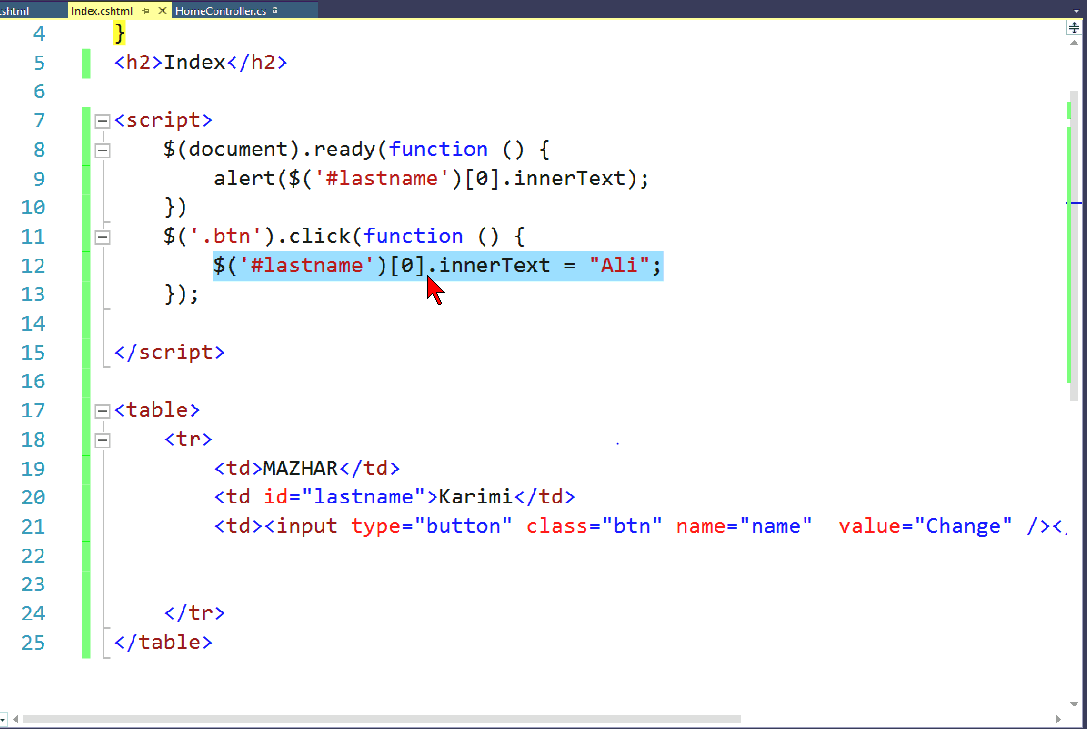 cshtml Index.cshtml HomeController.cs
4 }
5 <h2>Index</h2>
6
7 <script>
8 $(document).ready(function () {
9 alert($('#lastname')[0].innerText);
10 })
11 $('.btn').click(function () {
12 $('#lastname')[0].innerText = "Ali";
13 });
14
15 </script>
16
17 <table>
18 <tr>
19 <td>MAZHAR</td>
20 <td id="lastname">Karimi</td>
21 <td><input type="button" class="btn" name="name"  value="Change" /><
22
23
24 </tr>
25 </table>